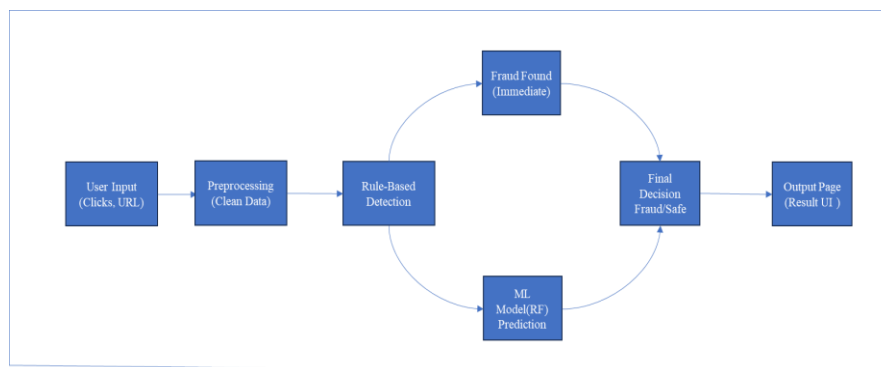 User Input
(Clicks, URL)
Preprocessing
(Clean Data)
Rule-Based
Detection
Fraud Found
(Immediate)
ML
Model(RF)
Prediction
Final
Decision
Fraud/Safe
Output Page
(Result UI )